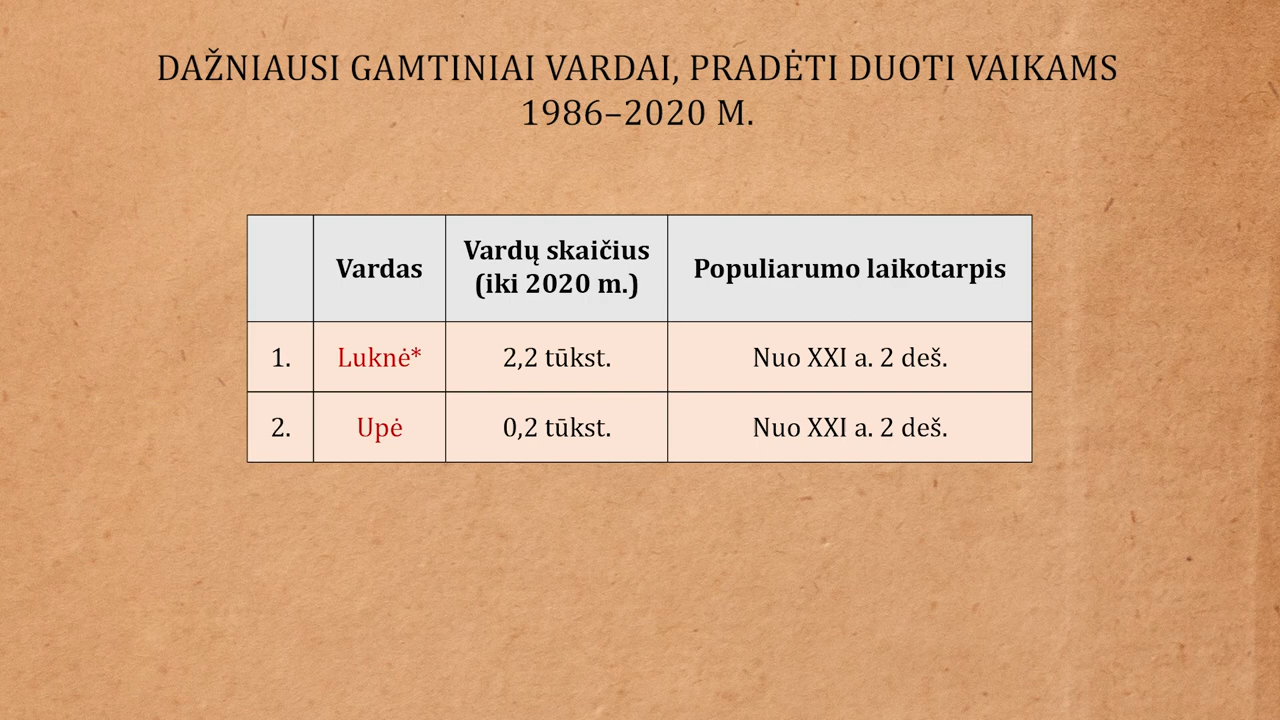 DAŽNIAUSI GAMTINIAI VARDAI, PRADĖTI DUOTI VAIKAMS
1986–2020 M.
Vardas
Vardų skaičius
(iki 2020 m.)
Populiarumo laikotarpis
1. Luknė* 2,2 tūkst. Nuo XXI a. 2 deš.
2. Upė 0,2 tūkst. Nuo XXI a. 2 deš.